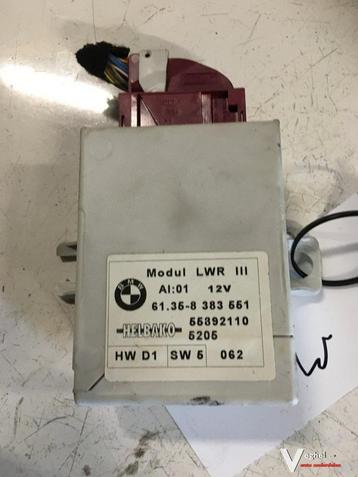 BMW
Modul LWR III
AI:01 12V
61.35-8 383 551
HELBAKO 55892110
5205
HW D1 SW 5 062
W
Veghel